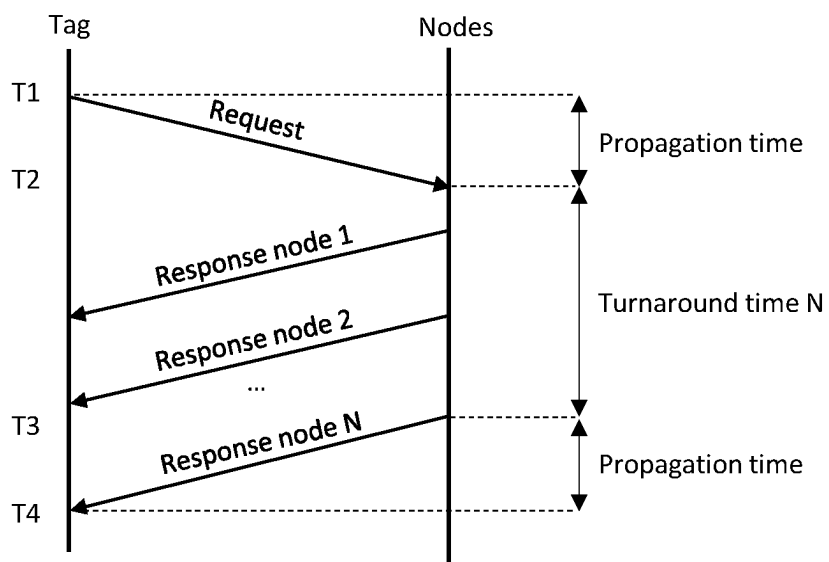 Tag
Nodes
T1
Request
Propagation time
T2
Response node 1
Turnaround time N
Response node 2
...
T3
Response node N
Propagation time
T4